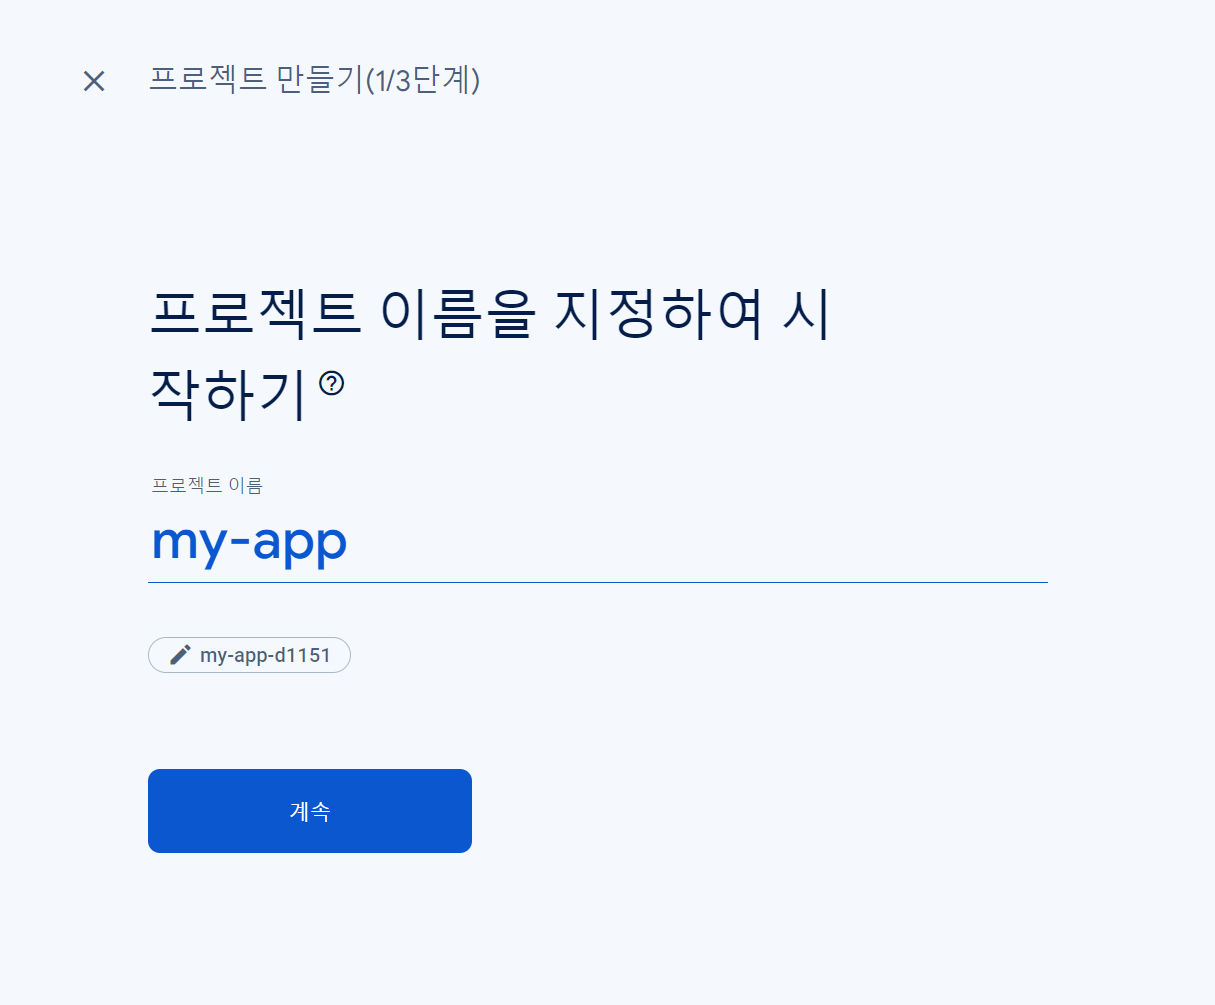 프로젝트 만들기(1/3단계)
프로젝트 이름을 지정하여 시
작하기
프로젝트 이름
my-app
my-app-d1151
계속